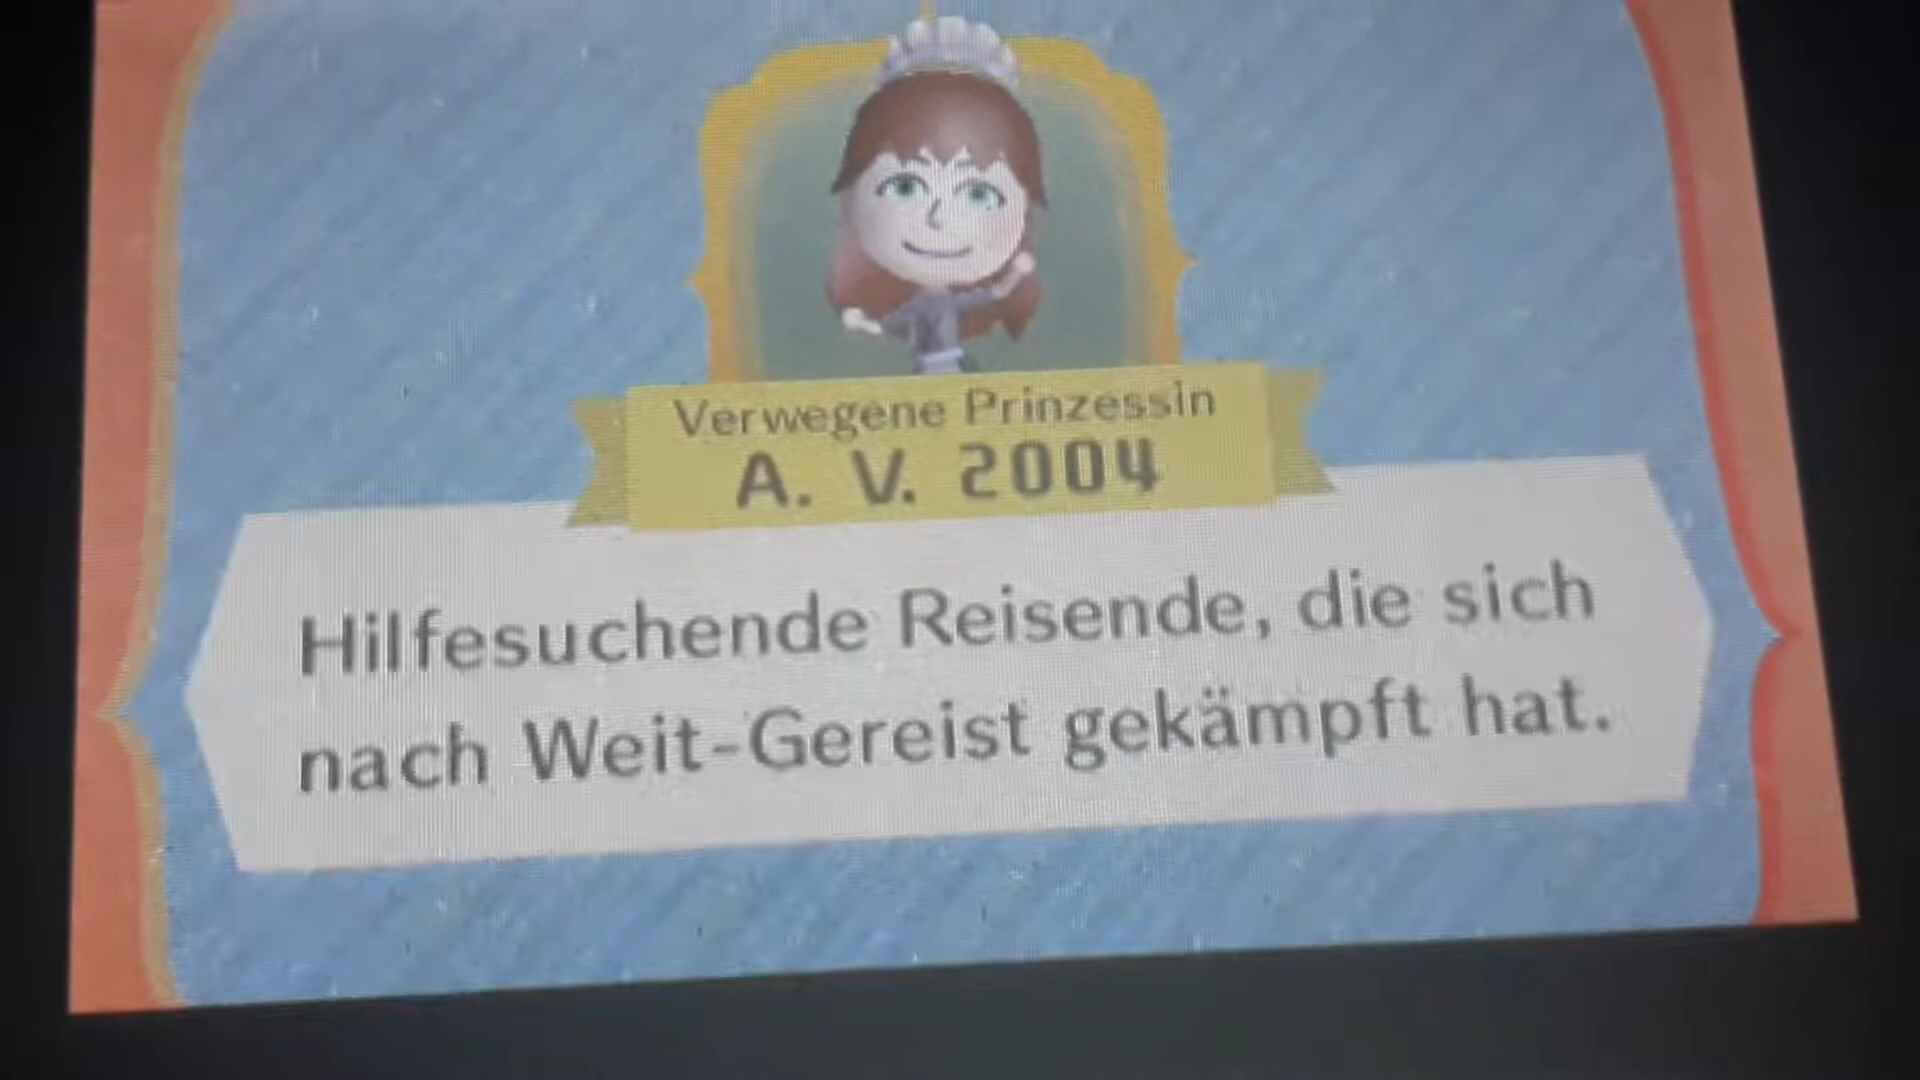 Verwegene Prinzessin
A. V. 2004
Hilfesuchende Reisende, die sich
nach Weit-Gereist gekämpft hat.